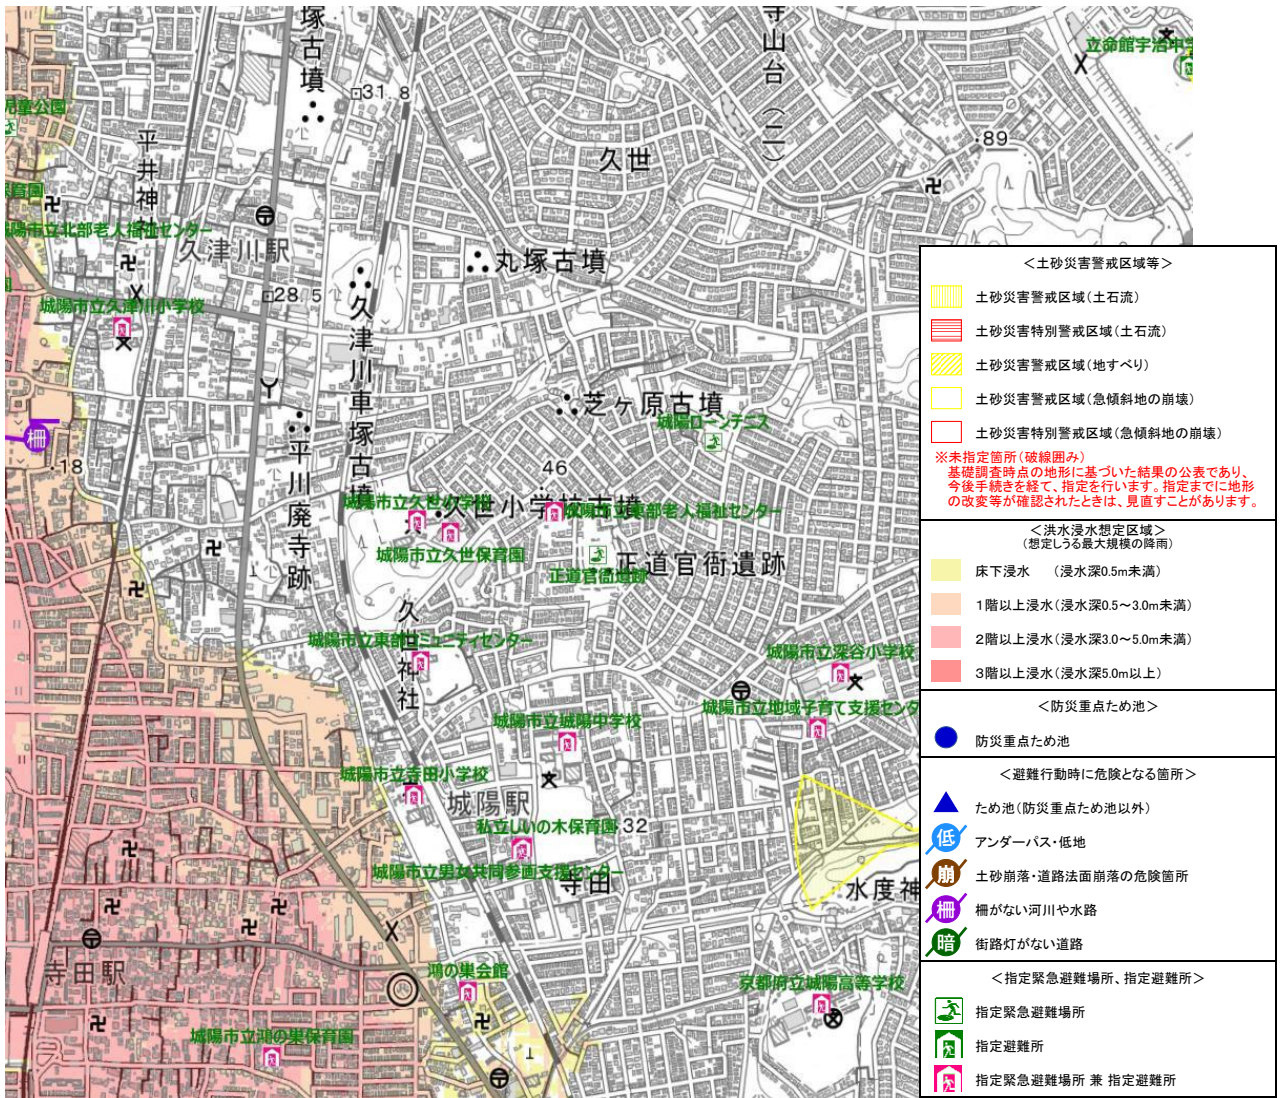 塚古墳
寺山台（二）
立命館宇治中学
31.8
児童公園
平井神社
久世
89
保育園
城陽市立北部老人福祉センター
久津川駅
丸塚古墳
28.5
城陽市立久津川小学校
久津川車塚古墳
芝ヶ原古墳
城陽ローンテニス
柵
18
平川廃寺跡
46
城陽市立久世小学校
久世小学校古墳
城陽市立東部老人福祉センター
城陽市立久世保育園
正道官衙遺跡
正道官衙遺跡
久世神社
城陽市立東部コミュニティセンター
城陽市立深谷小学校
城陽市立地域子育て支援センタ
城陽市立城陽中学校
城陽市立寺田小学校
城陽駅
私立しいの木保育園
32
城陽市立男女共同参画支援センター
寺田
水度神
寺田駅
鴻の巣会館
京都府立城陽高等学校
城陽市立鴻の巣保育園
＜土砂災害警戒区域等＞
土砂災害警戒区域（土石流）
土砂災害特別警戒区域（土石流）
土砂災害警戒区域（地すべり）
土砂災害警戒区域（急傾斜地の崩壊）
土砂災害特別警戒区域（急傾斜地の崩壊）
※未指定箇所（破線囲み）
基礎調査時点の地形に基づいた結果の公表であり、
今後手続きを経て、指定を行います。指定までに地形
の改変等が確認されたときは、見直すことがあります。
＜洪水浸水想定区域＞
（想定しうる最大規模の降雨）
床下浸水　（浸水深0.5m未満）
1階以上浸水（浸水深0.5～3.0m未満）
2階以上浸水（浸水深3.0～5.0m未満）
3階以上浸水（浸水深5.0m以上）
＜防災重点ため池＞
防災重点ため池
＜避難行動時に危険となる箇所＞
ため池（防災重点ため池以外）
低 アンダーパス・低地
崩 土砂崩落・道路法面崩落の危険箇所
柵 柵がない河川や水路
暗 街路灯がない道路
＜指定緊急避難場所、指定避難所＞
指定緊急避難場所
指定避難所
指定緊急避難場所 兼 指定避難所